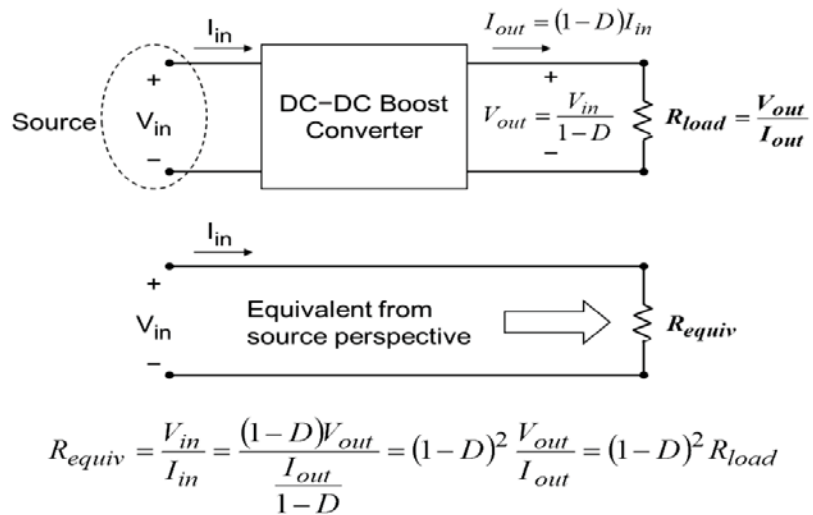 I_in
I_out = (1−D)I_in
+
Source
V_in
−
DC−DC Boost
Converter
+
V_out = V_in / (1−D)
−
R_load = V_out / I_out
I_in
+
V_in
−
Equivalent from
source perspective
R_equiv
R_equiv = V_in / I_in = (1−D)V_out / (I_out / (1−D)) = (1−D)² V_out / I_out = (1−D)² R_load